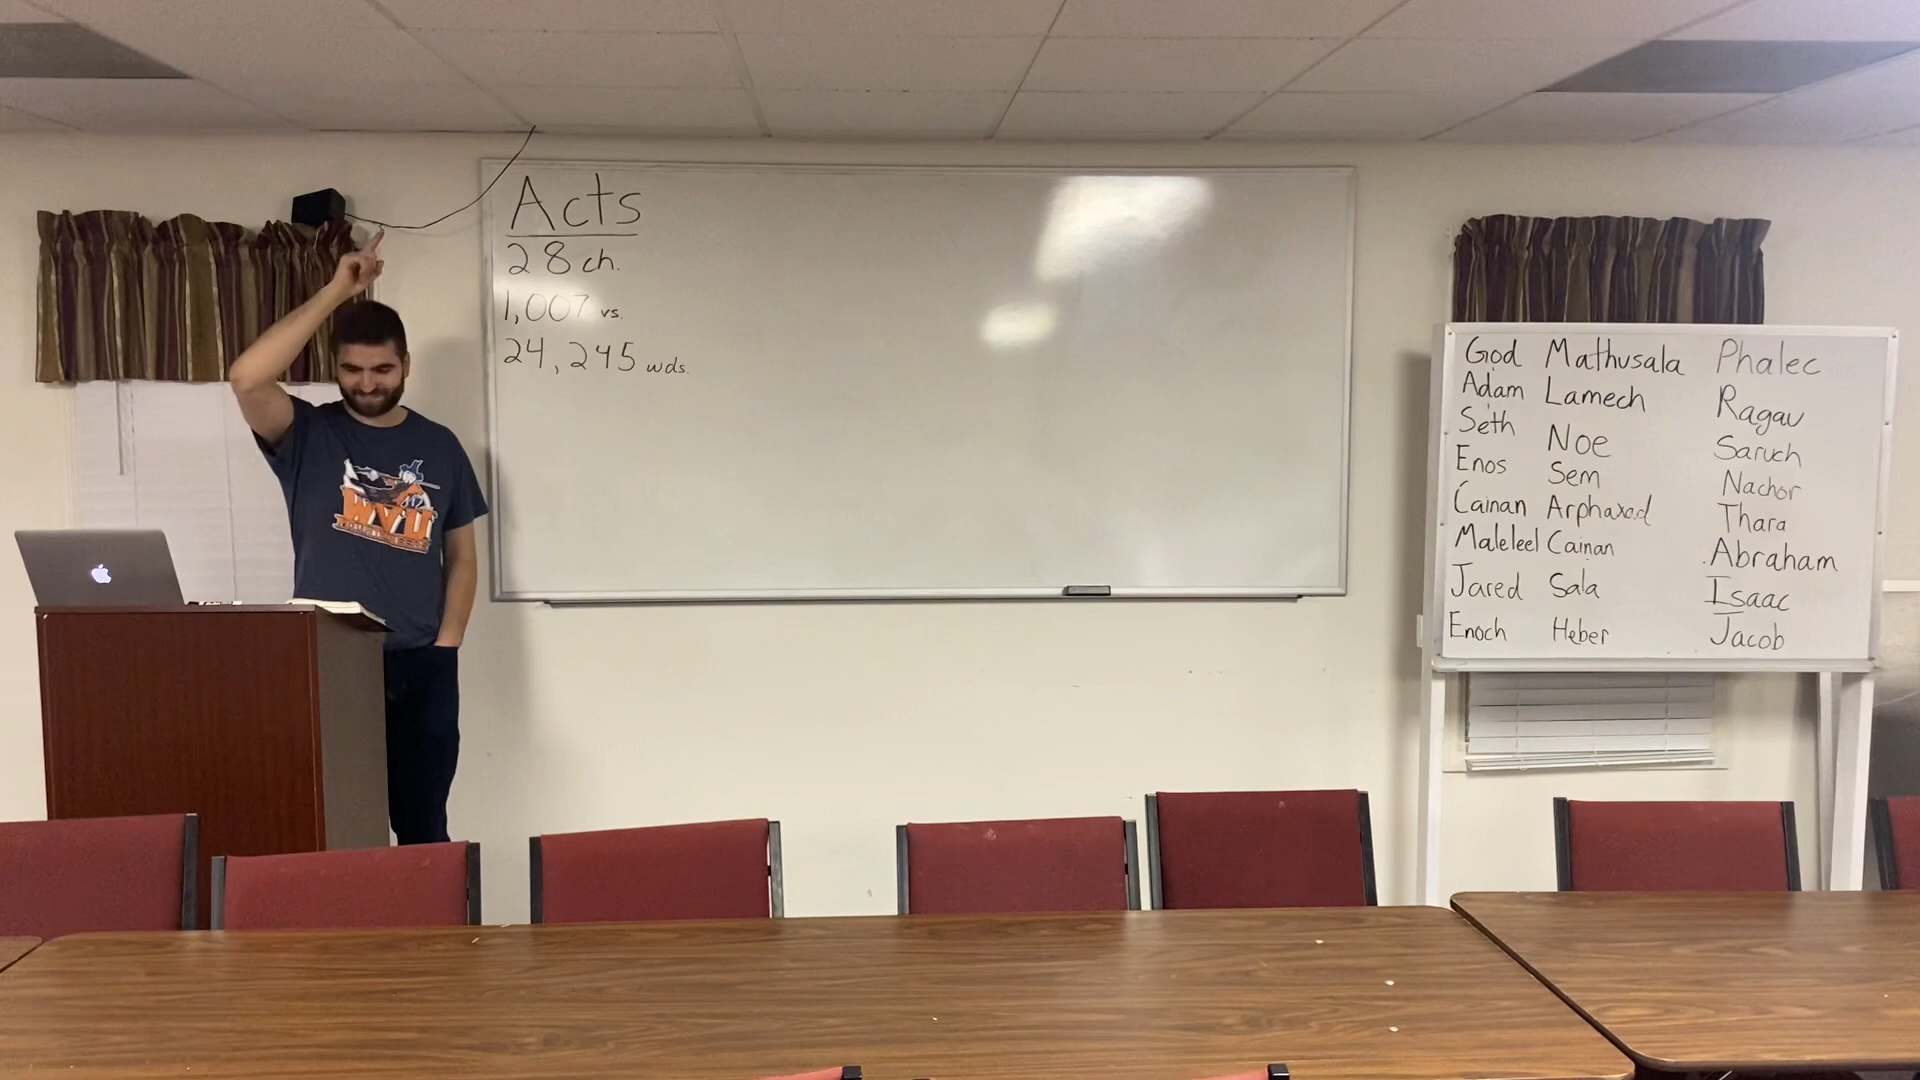 Acts
28 ch.
1,007 vs.
24,245 wds.
WVU
God
Adam
Seth
Enos
Cainan
Maleleel
Jared
Enoch
Mathusala
Lamech
Noe
Sem
Arphaxad
Cainan
Sala
Heber
Phalec
Ragau
Saruch
Nachor
Thara
Abraham
Isaac
Jacob